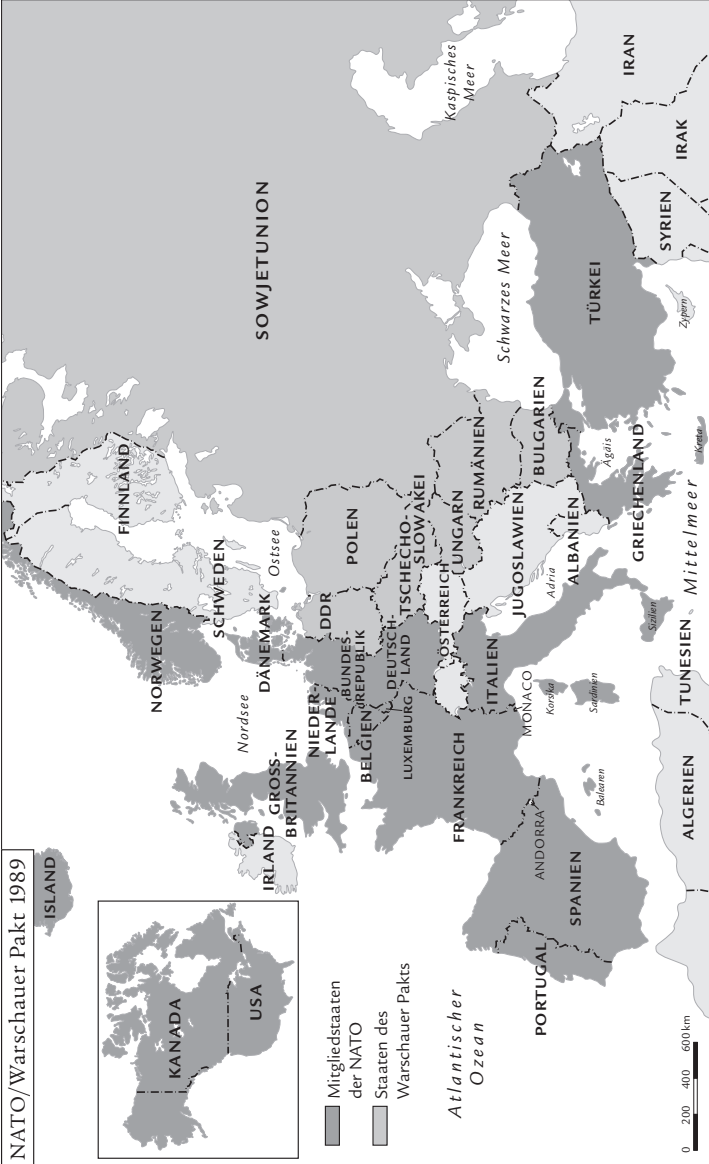 NATO/Warschauer Pakt 1989
ISLAND
KANADA
USA
Mitgliedstaaten
der NATO
Staaten des
Warschauer Pakts
Atlantischer
Ozean
0 200 400 600 km
NORWEGEN
SCHWEDEN
FINNLAND
SOWJETUNION
Nordsee
Ostsee
DÄNEMARK
IRLAND
GROSS-
BRITANNIEN
NIEDER-
LANDE
BELGIEN
LUXEMBURG
BUNDES-
REPUBLIK
DEUTSCH-
LAND
DDR
POLEN
TSCHECHO-
SLOWAKEI
ÖSTERREICH
UNGARN
RUMÄNIEN
BULGARIEN
JUGOSLAWIEN
ALBANIEN
FRANKREICH
ITALIEN
MONACO
Korsika
Sardinien
Sizilien
Adria
ANDORRA
SPANIEN
PORTUGAL
Balearen
GRIECHENLAND
Ägäis
Kreta
Mittelmeer
Schwarzes Meer
Kaspisches
Meer
TÜRKEI
Zypern
SYRIEN
IRAK
IRAN
ALGERIEN
TUNESIEN